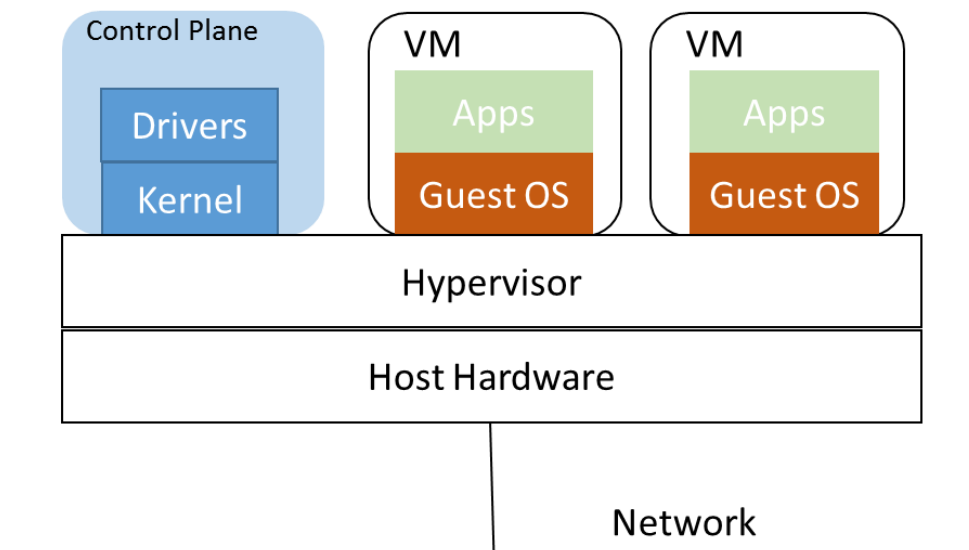 Control Plane
Drivers
Kernel
VM
Apps
Guest OS
VM
Apps
Guest OS
Hypervisor
Host Hardware
Network